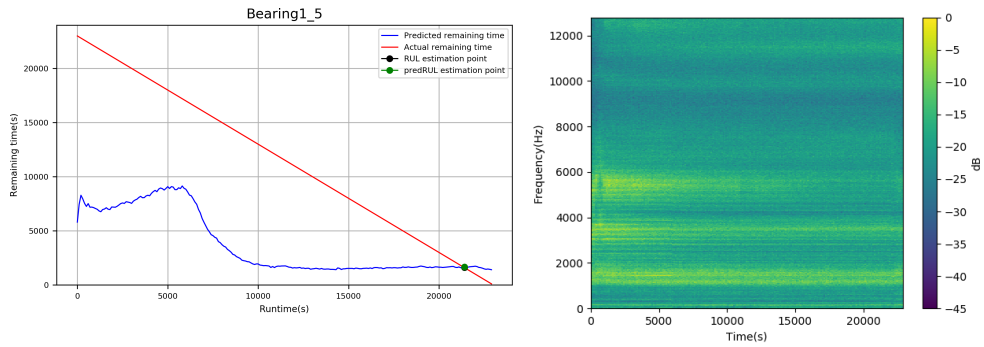 Bearing1_5
Predicted remaining time
Actual remaining time
RUL estimation point
predRUL estimation point
Remaining time(s)
20000
15000
10000
5000
0
0 5000 10000 15000 20000
Runtime(s)
Frequency(Hz)
12000
10000
8000
6000
4000
2000
0
0 5000 10000 15000 20000
Time(s)
0
−5
−10
−15
−20
−25
−30
−35
−40
−45
dB